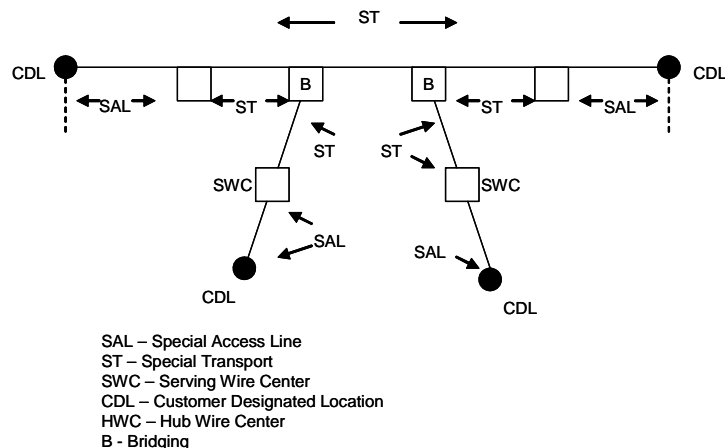 ST
CDL
CDL
B
B
SAL
ST
ST
SAL
ST
ST
SWC
SWC
SAL
SAL
CDL
CDL
SAL – Special Access Line
ST – Special Transport
SWC – Serving Wire Center
CDL – Customer Designated Location
HWC – Hub Wire Center
B - Bridging